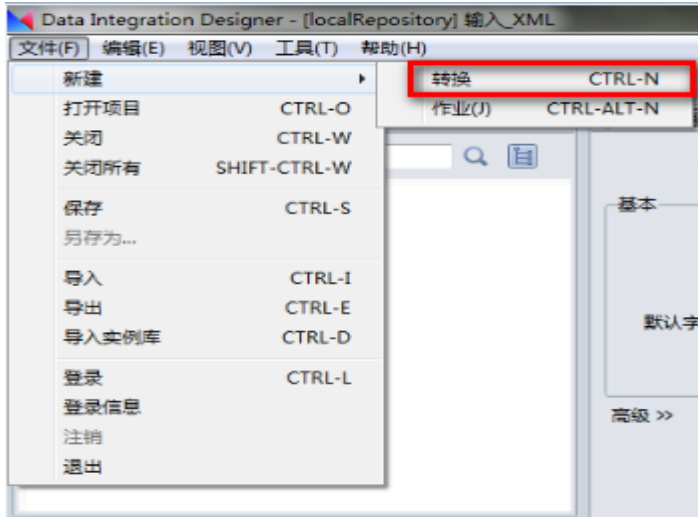 Data Integration Designer - [localRepository] 输入_XML
文件(F) 编辑(E) 视图(V) 工具(T) 帮助(H)
新建
转换 CTRL-N
打开项目 CTRL-O
作业(J) CTRL-ALT-N
关闭 CTRL-W
关闭所有 SHIFT-CTRL-W
保存 CTRL-S
基本
另存为...
导入 CTRL-I
导出 CTRL-E
默认字
导入实例库 CTRL-D
登录 CTRL-L
登录信息
高级 >>
注销
退出